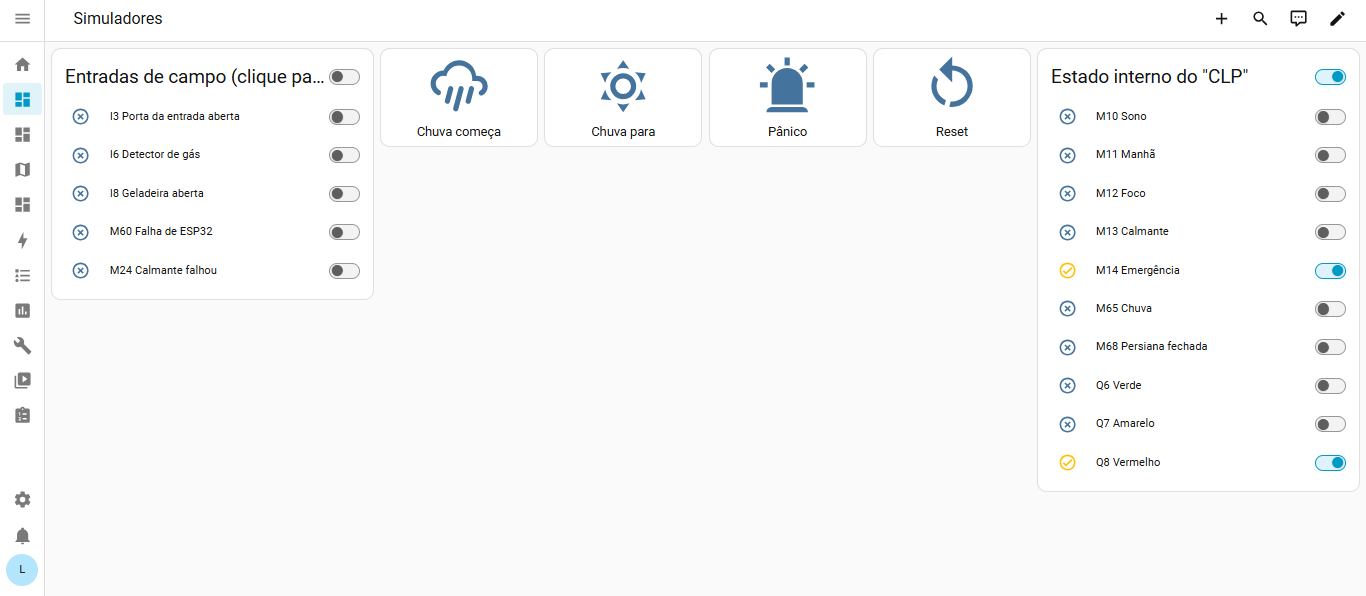 Simuladores
Entradas de campo (clique pa...
I3 Porta da entrada aberta
I6 Detector de gás
I8 Geladeira aberta
M60 Falha de ESP32
M24 Calmante falhou
Chuva começa
Chuva para
Pânico
Reset
Estado interno do "CLP"
M10 Sono
M11 Manhã
M12 Foco
M13 Calmante
M14 Emergência
M65 Chuva
M68 Persiana fechada
Q6 Verde
Q7 Amarelo
Q8 Vermelho
L